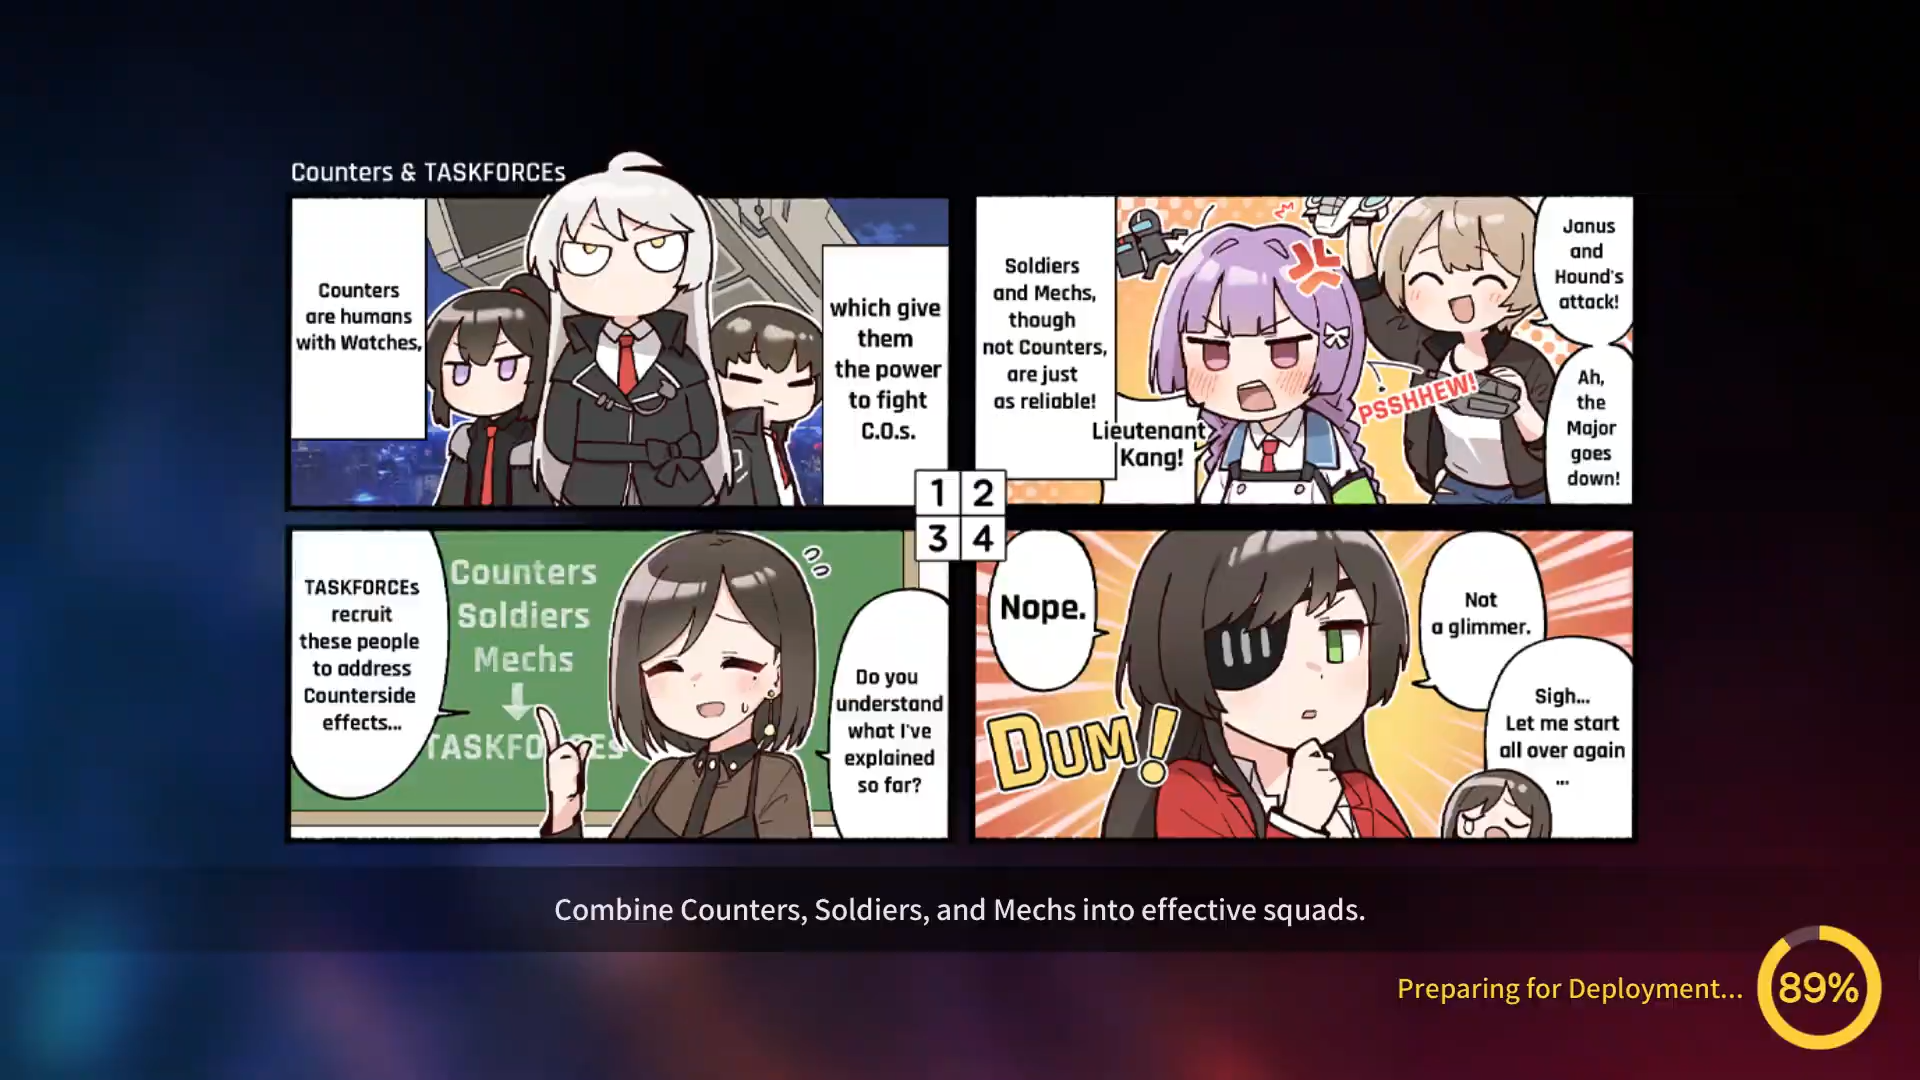 Counters & TASKFORCEs
Counters
are humans
with Watches,
which give
them
the power
to fight
C.O.s.
Soldiers
and Mechs,
though
not Counters,
are just
as reliable!
Lieutenant
Kang!
PSSHHEW!
Janus
and
Hound's
attack!
Ah,
the
Major
goes
down!
1 2
3 4
TASKFORCEs
recruit
these people
to address
Counterside
effects...
Counters
Soldiers
Mechs
TASKFORCEs
Do you
understand
what I've
explained
so far?
Nope.
DUM!
Not
a glimmer.
Sigh...
Let me start
all over again
...
Combine Counters, Soldiers, and Mechs into effective squads.
Preparing for Deployment...
89%